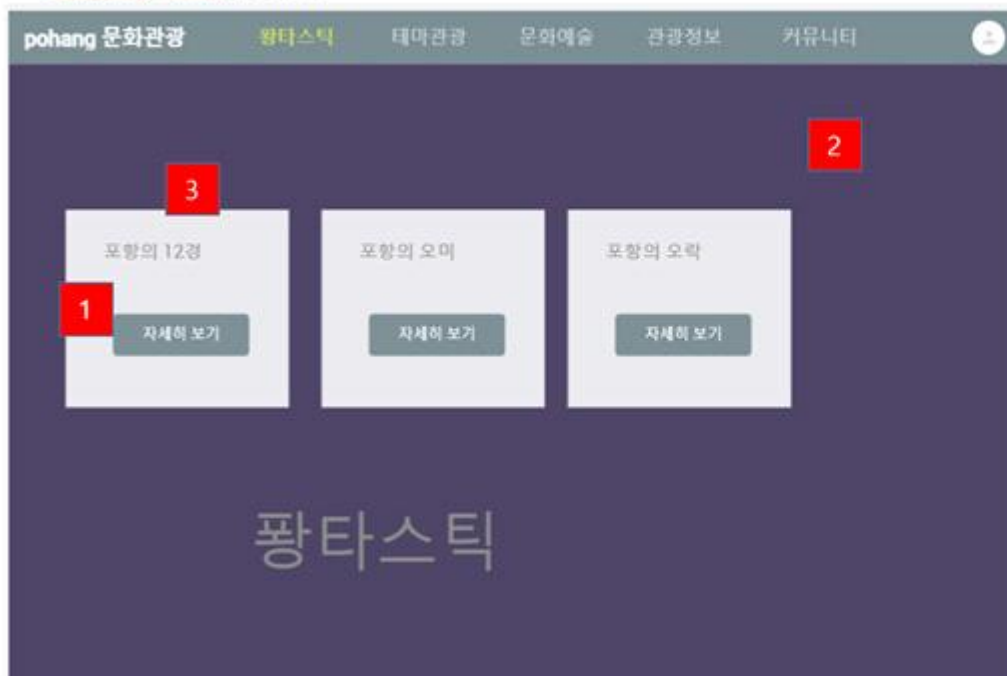 pohang 문화관광 퐝타스틱 테마관광 문화예술 관광정보 커뮤니티
2
3
포항의 12경 포항의 오미 포항의 오락
1
자세히 보기 자세히 보기 자세히 보기
퐝타스틱